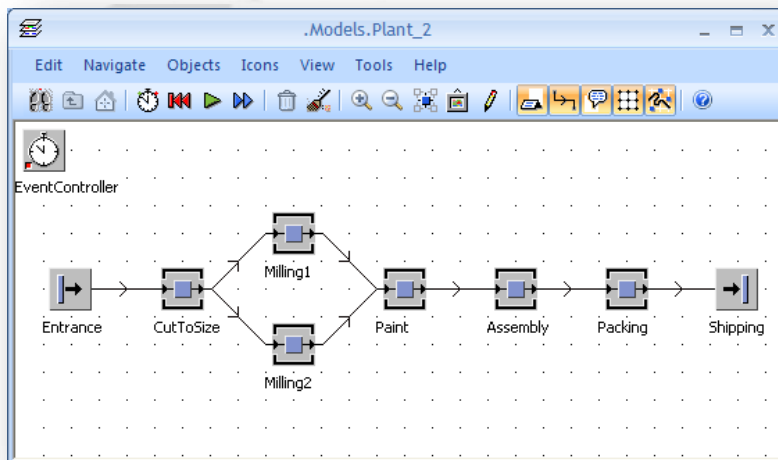 .Models.Plant_2
Edit Navigate Objects Icons View Tools Help
EventController
Milling1
Entrance CutToSize Paint Assembly Packing Shipping
Milling2